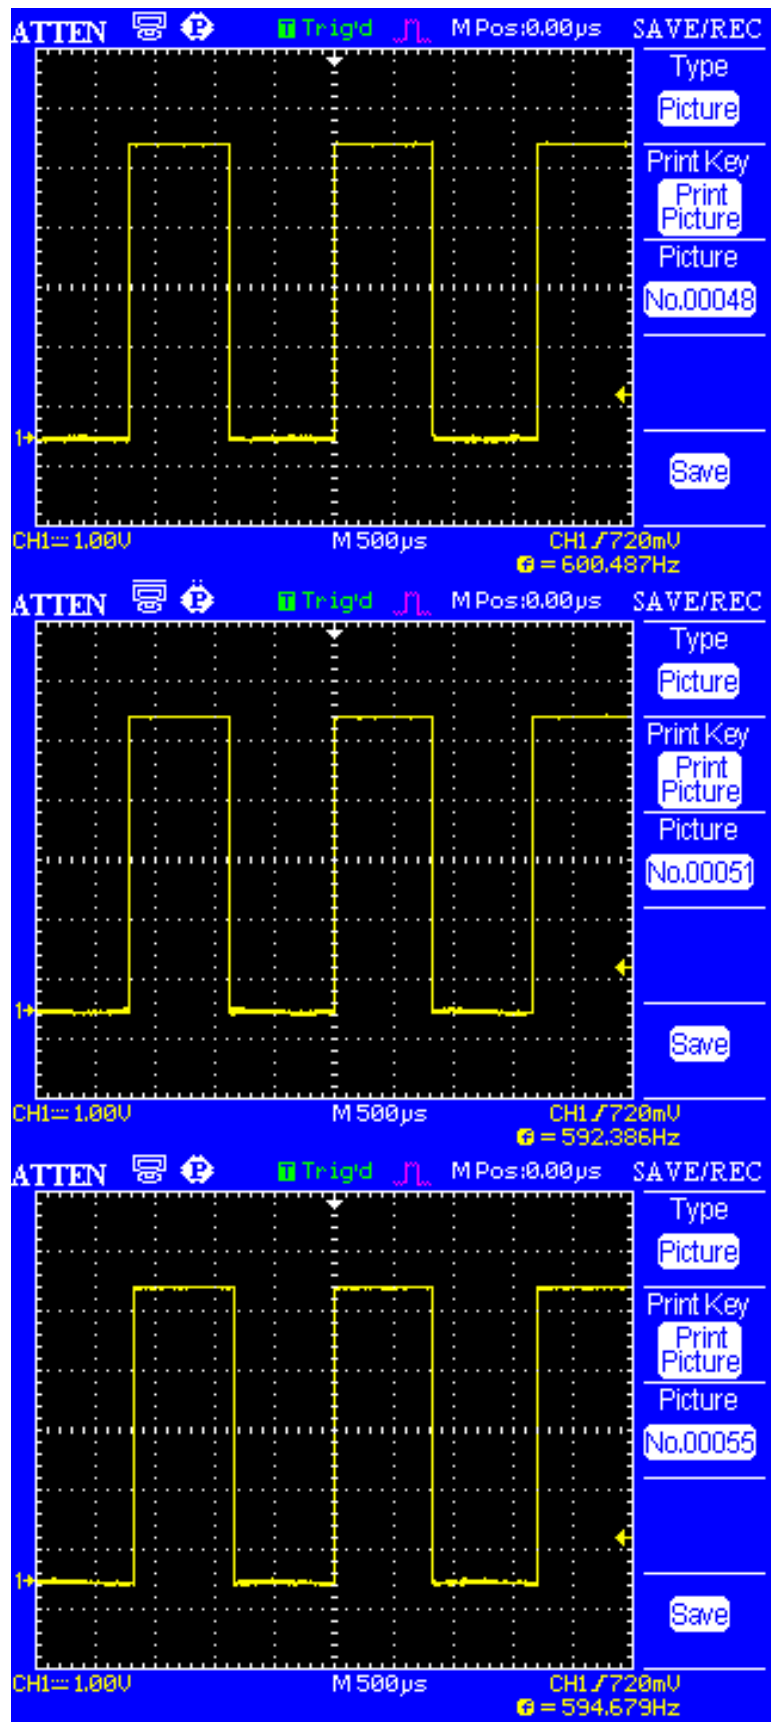 ATTEN P T Trig'd M Pos:0.00µs SAVE/REC
Type
Picture
Print Key
Print
Picture
Picture
No.00048
1
Save
CH1 1.00V M 500µs CH1 720mV
f = 600.487Hz
ATTEN P T Trig'd M Pos:0.00µs SAVE/REC
Type
Picture
Print Key
Print
Picture
Picture
No.00051
1
Save
CH1 1.00V M 500µs CH1 720mV
f = 592.386Hz
ATTEN P T Trig'd M Pos:0.00µs SAVE/REC
Type
Picture
Print Key
Print
Picture
Picture
No.00055
1
Save
CH1 1.00V M 500µs CH1 720mV
f = 594.679Hz